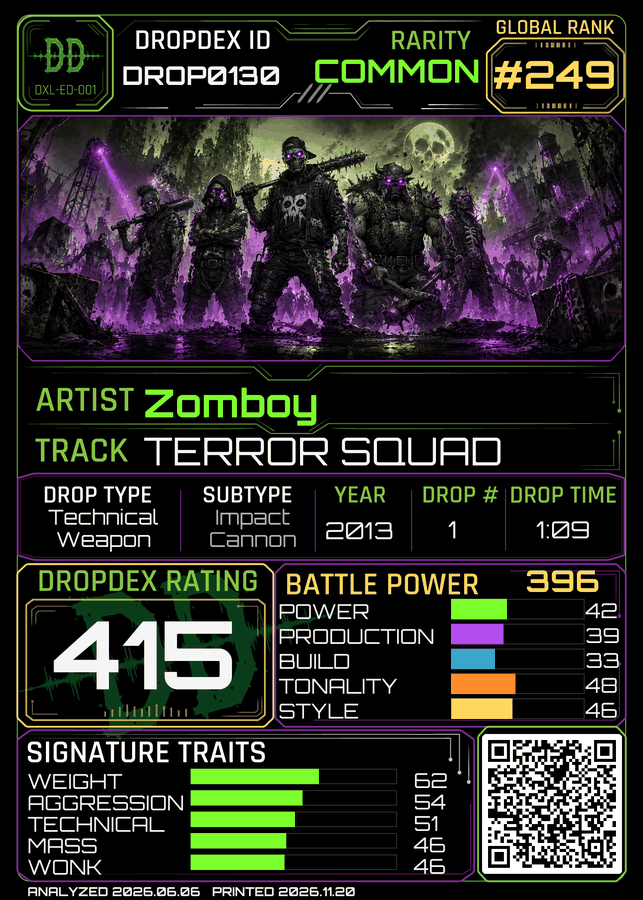 DD
DXL-ED-001
DROPDEX ID
DROP0130
RARITY
COMMON
GLOBAL RANK
#249
ARTIST Zomboy
TRACK TERROR SQUAD
DROP TYPE
Technical
Weapon
SUBTYPE
Impact
Cannon
YEAR
2013
DROP #
1
DROP TIME
1:09
DROPDEX RATING
415
BATTLE POWER 396
POWER 42
PRODUCTION 39
BUILD 33
TONALITY 48
STYLE 46
SIGNATURE TRAITS
WEIGHT 62
AGGRESSION 54
TECHNICAL 51
MASS 46
WONK 46
ANALYZED 2026.06.06 PRINTED 2026.11.20